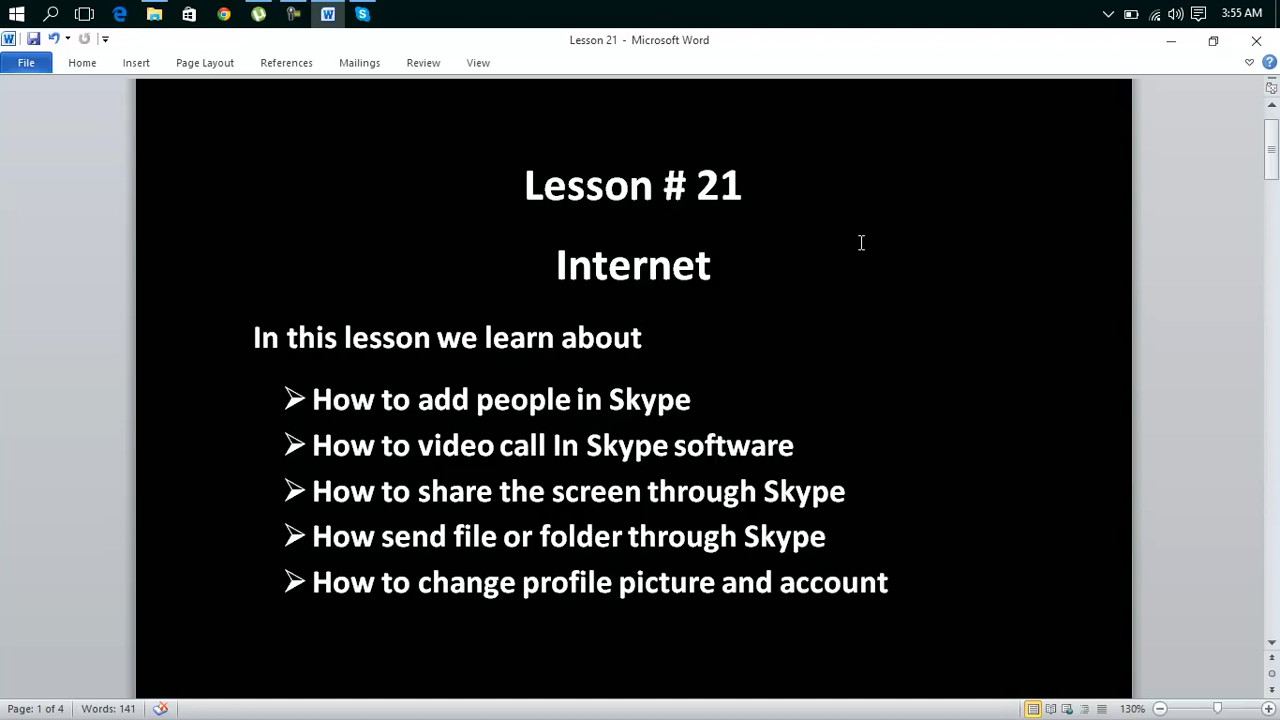 3:55 AM
Lesson 21 - Microsoft Word
File Home Insert Page Layout References Mailings Review View
Lesson # 21
Internet
In this lesson we learn about
➢ How to add people in Skype
➢ How to video call In Skype software
➢ How to share the screen through Skype
➢ How send file or folder through Skype
➢ How to change profile picture and account
Page: 1 of 4 Words: 141 130%